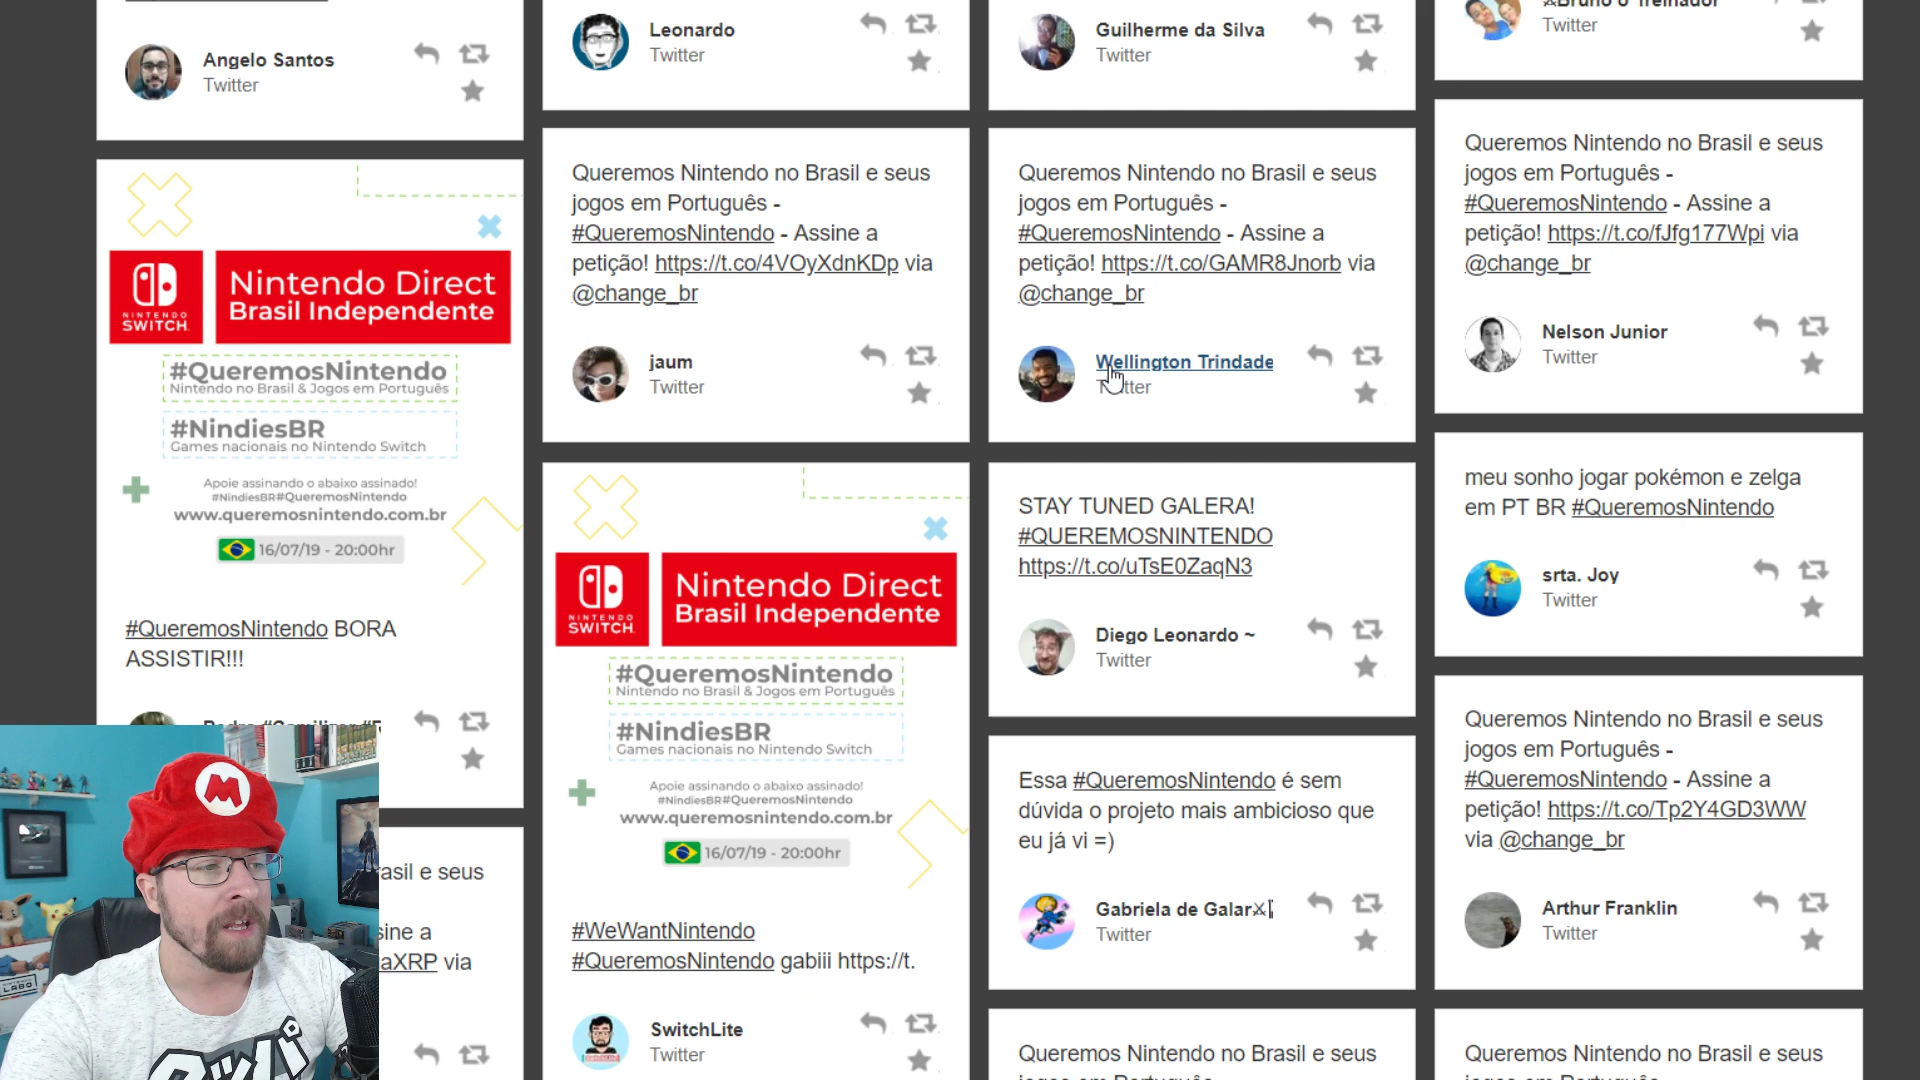 Angelo Santos
Twitter
Nintendo Direct
Brasil Independente
NINTENDO
SWITCH
#QueremosNintendo
Nintendo no Brasil & Jogos em Português
#NindiesBR
Games nacionais no Nintendo Switch
Apoie assinando o abaixo assinado!
#NindiesBR#QueremosNintendo
www.queremosnintendo.com.br
16/07/19 - 20:00hr
#QueremosNintendo BORA
ASSISTIR!!!
asil e seus
sine a
aXRP via
M
NINTENDO
LABO
Leonardo
Twitter
Queremos Nintendo no Brasil e seus
jogos em Português -
#QueremosNintendo - Assine a
petição! https://t.co/4VOyXdnKDp via
@change_br
jaum
Twitter
Nintendo Direct
Brasil Independente
NINTENDO
SWITCH
#QueremosNintendo
Nintendo no Brasil & Jogos em Português
#NindiesBR
Games nacionais no Nintendo Switch
Apoie assinando o abaixo assinado!
#NindiesBR#QueremosNintendo
www.queremosnintendo.com.br
16/07/19 - 20:00hr
#WeWantNintendo
#QueremosNintendo gabiii https://t.
SwitchLite
Twitter
Guilherme da Silva
Twitter
Queremos Nintendo no Brasil e seus
jogos em Português -
#QueremosNintendo - Assine a
petição! https://t.co/GAMR8Jnorb via
@change_br
Wellington Trindade
Twitter
STAY TUNED GALERA!
#QUEREMOSNINTENDO
https://t.co/uTsE0ZaqN3
Diego Leonardo ~
Twitter
Essa #QueremosNintendo é sem
dúvida o projeto mais ambicioso que
eu já vi =)
Gabriela de Galar⚔
Twitter
Queremos Nintendo no Brasil e seus
jogos em Português
⚔Bruno o Treinador
Twitter
Queremos Nintendo no Brasil e seus
jogos em Português -
#QueremosNintendo - Assine a
petição! https://t.co/fJfg177Wpi via
@change_br
Nelson Junior
Twitter
meu sonho jogar pokémon e zelga
em PT BR #QueremosNintendo
srta. Joy
Twitter
Queremos Nintendo no Brasil e seus
jogos em Português -
#QueremosNintendo - Assine a
petição! https://t.co/Tp2Y4GD3WW
via @change_br
Arthur Franklin
Twitter
Queremos Nintendo no Brasil e seus
jogos em Português